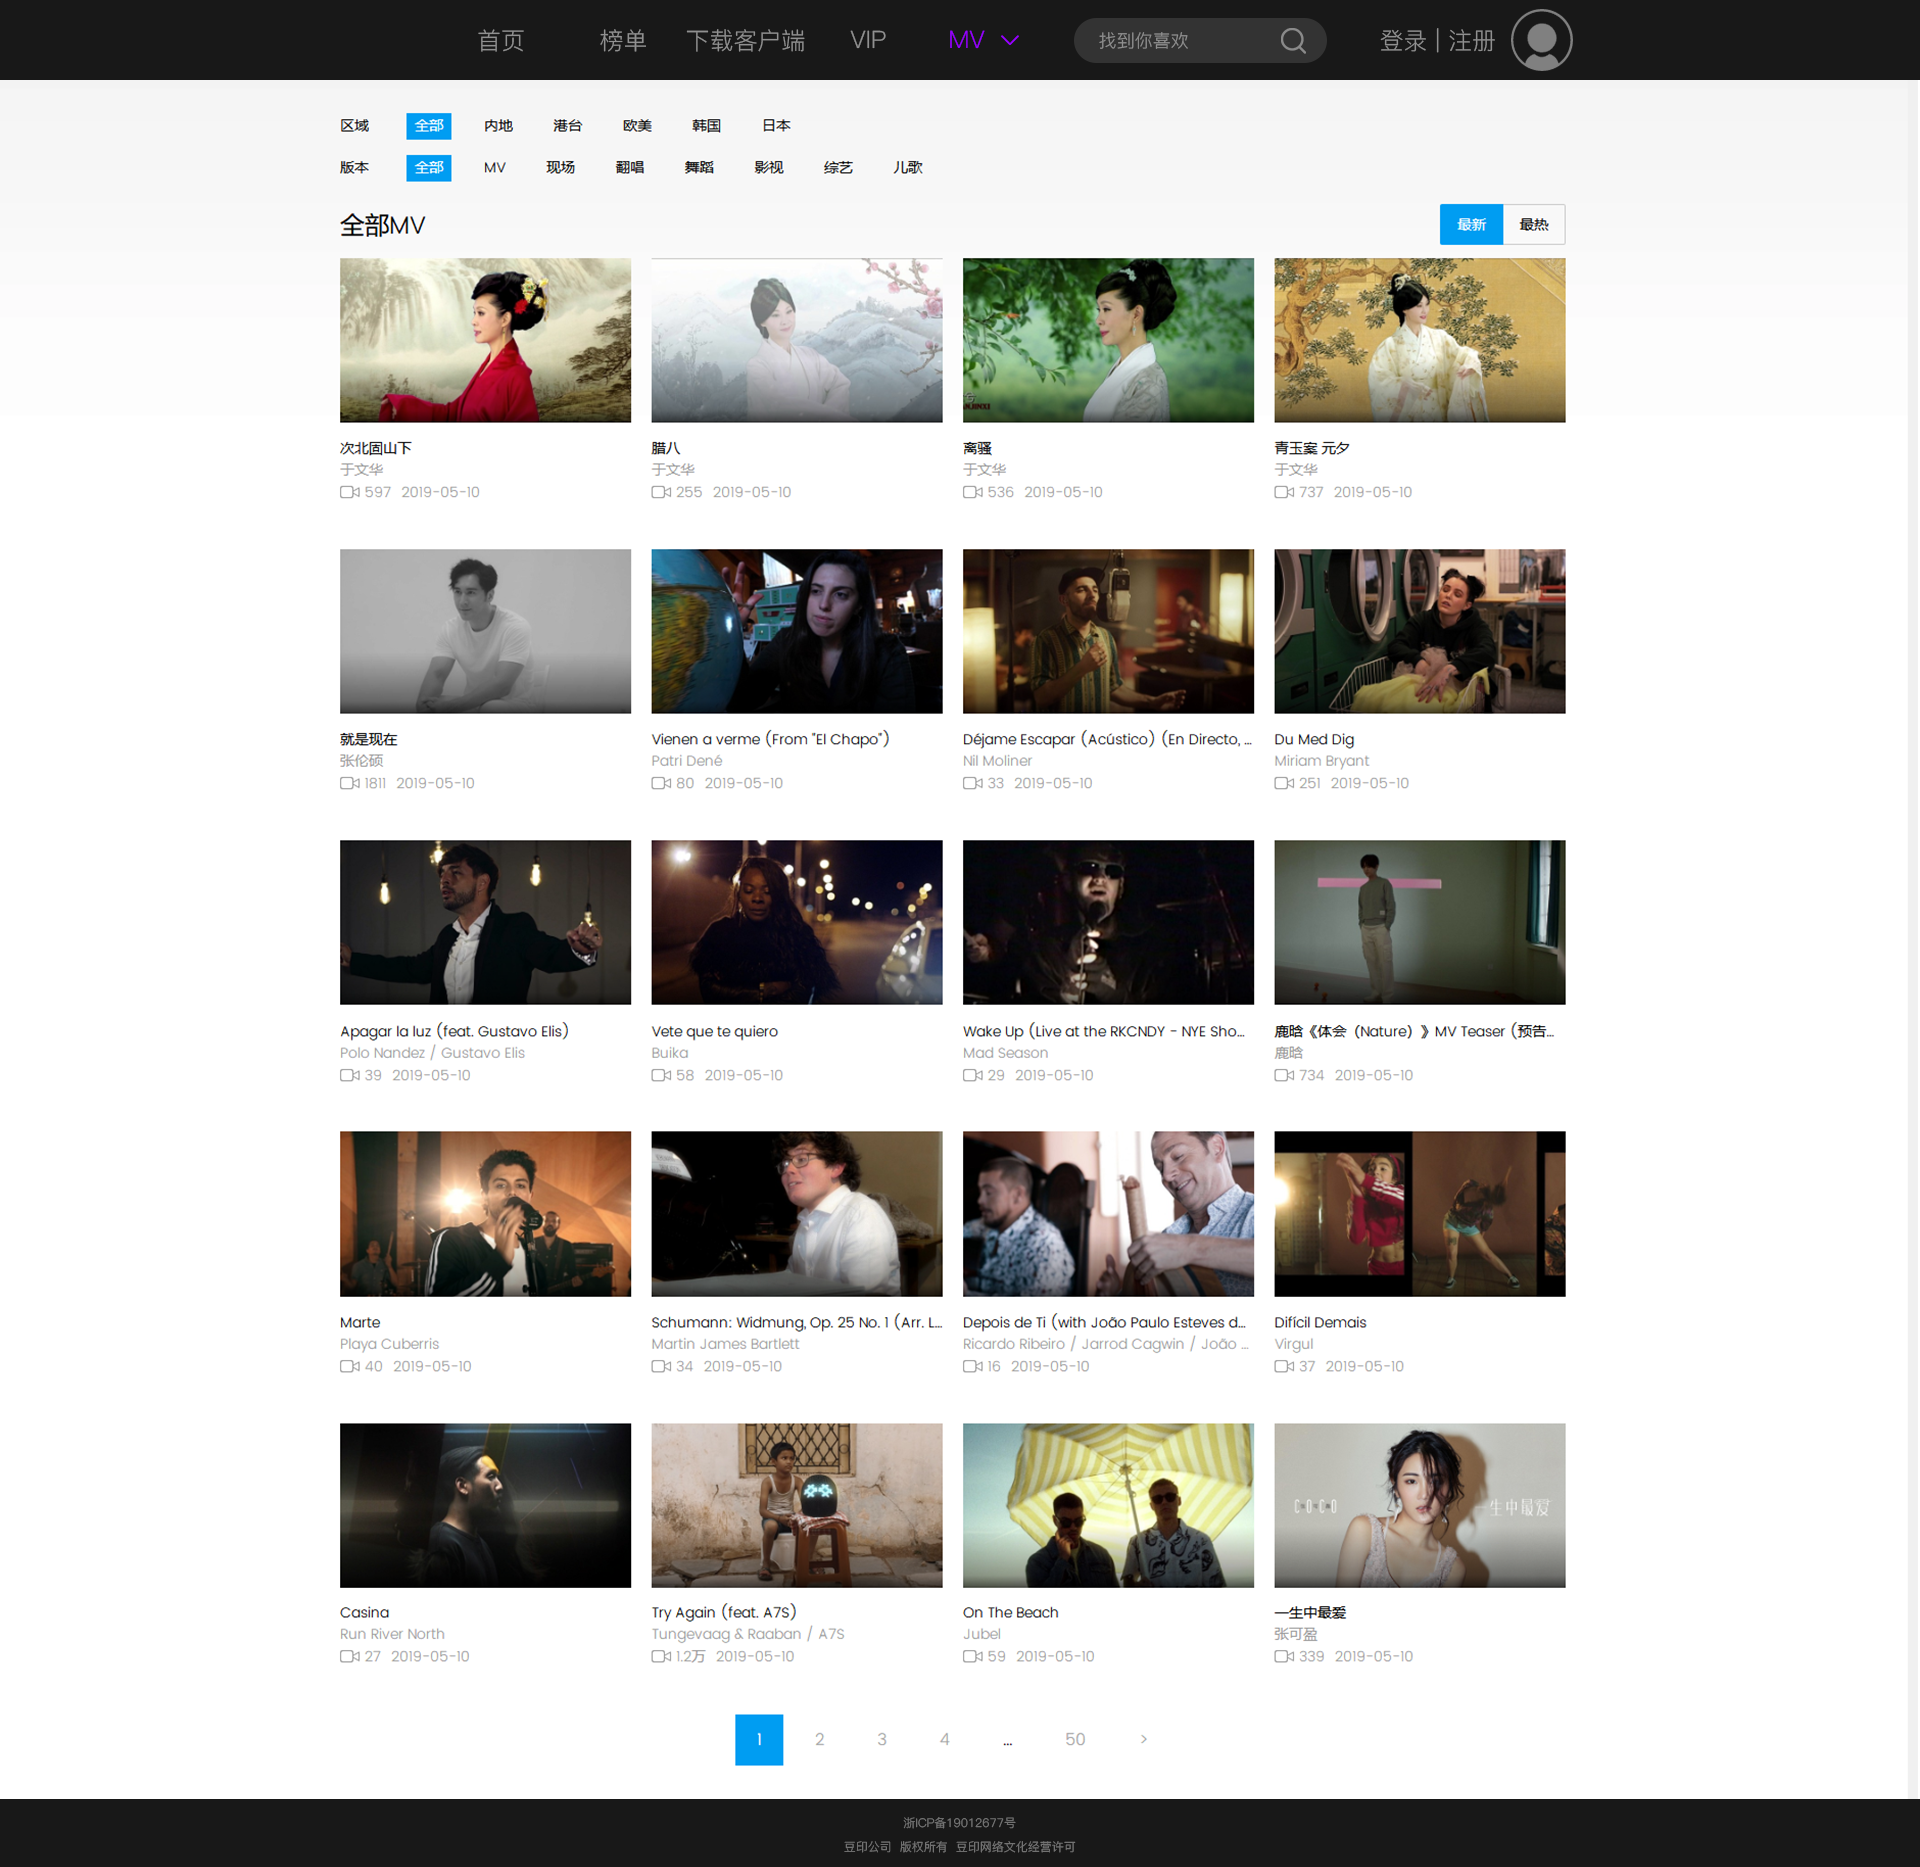 首页 榜单 下载客户端 VIP MV 找到你喜欢 登录 | 注册
区域 全部 内地 港台 欧美 韩国 日本
版本 全部 MV 现场 翻唱 舞蹈 影视 综艺 儿歌
全部MV 最新 最热
次北固山下 腊八 离骚 青玉案 元夕
于文华 于文华 于文华 于文华
597 2019-05-10 255 2019-05-10 536 2019-05-10 737 2019-05-10
就是现在 Vienen a verme (From "El Chapo") Déjame Escapar (Acústico) (En Directo, ... Du Med Dig
张伦硕 Patri Dené Nil Moliner Miriam Bryant
1811 2019-05-10 80 2019-05-10 33 2019-05-10 251 2019-05-10
Apagar la luz (feat. Gustavo Elis) Vete que te quiero Wake Up (Live at the RKCNDY - NYE Sho... 鹿晗《体会（Nature）》MV Teaser (预告...
Polo Nandez / Gustavo Elis Buika Mad Season 鹿晗
39 2019-05-10 58 2019-05-10 29 2019-05-10 734 2019-05-10
Marte Schumann: Widmung, Op. 25 No. 1 (Arr. L... Depois de Ti (with João Paulo Esteves d... Difícil Demais
Playa Cuberris Martin James Bartlett Ricardo Ribeiro / Jarrod Cagwin / João ... Virgul
40 2019-05-10 34 2019-05-10 16 2019-05-10 37 2019-05-10
C·O·C·O 一生中最爱
Casina Try Again (feat. A7S) On The Beach 一生中最爱
Run River North Tungevaag & Raaban / A7S Jubel 张可盈
27 2019-05-10 1.2万 2019-05-10 59 2019-05-10 339 2019-05-10
1 2 3 4 ... 50 >
浙ICP备19012677号
豆印公司 版权所有 豆印网络文化经营许可